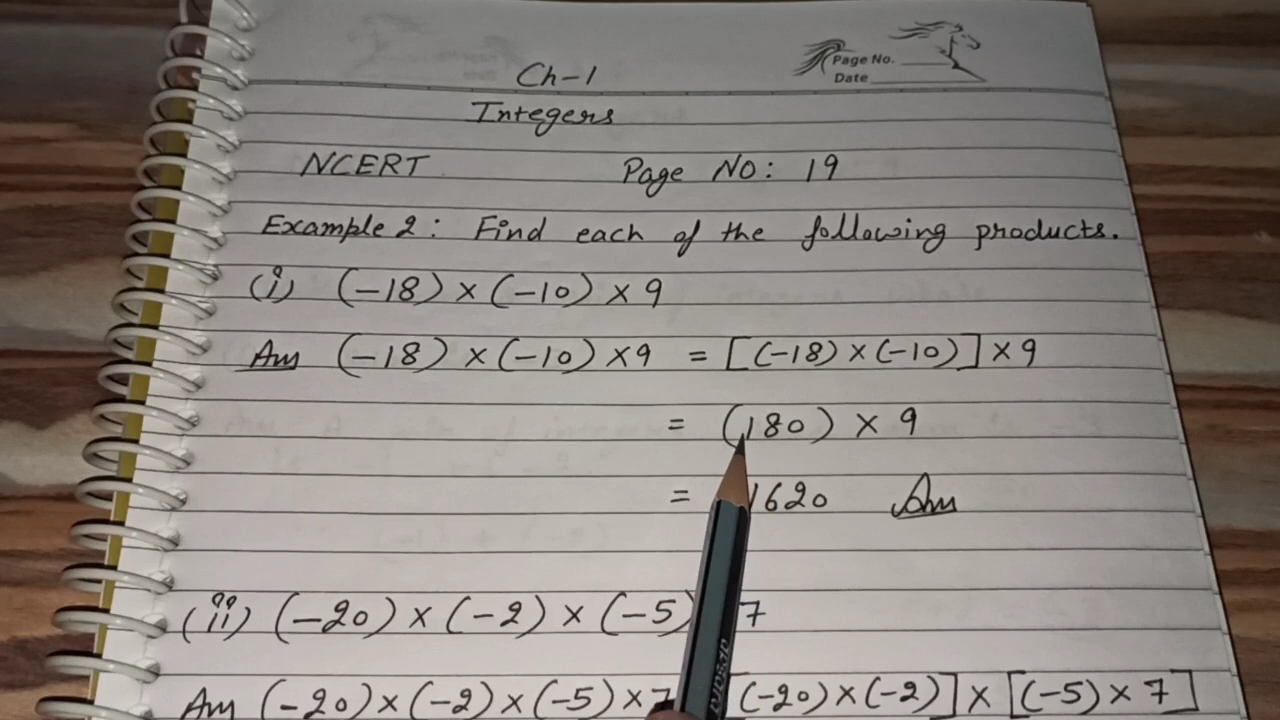 Page No.
Date
Ch-1
Integers
NCERT Page No: 19
Example 2: Find each of the following products.
(i) (-18) × (-10) × 9
Ans (-18) × (-10) × 9 = [(-18) × (-10)] × 9
= (180) × 9
= 1620 Ans
(ii) (-20) × (-2) × (-5) 7
Ans (-20) × (-2) × (-5) × 7 [(-20) × (-2)] × [(-5) × 7]